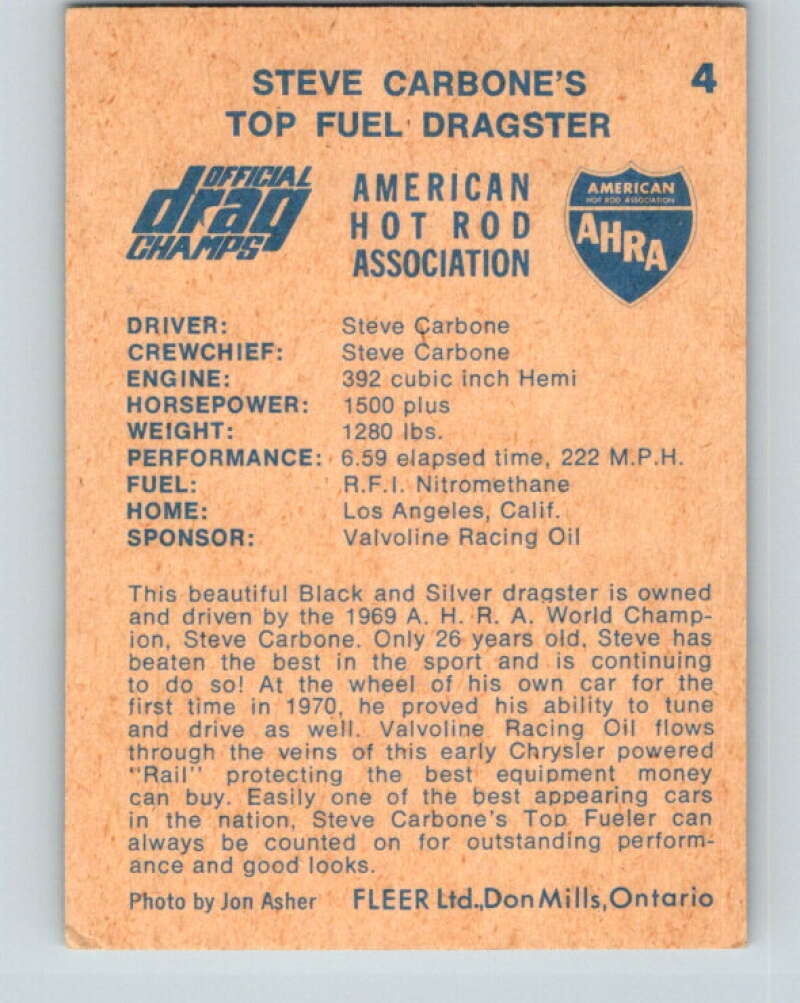 STEVE CARBONE'S 4
TOP FUEL DRAGSTER
OFFICIAL
drag
CHAMPS
AMERICAN
HOT ROD
ASSOCIATION
AMERICAN
HOT ROD ASSOCIATION
AHRA
DRIVER: Steve Carbone
CREWCHIEF: Steve Carbone
ENGINE: 392 cubic inch Hemi
HORSEPOWER: 1500 plus
WEIGHT: 1280 lbs.
PERFORMANCE: 6.59 elapsed time, 222 M.P.H.
FUEL: R.F.I. Nitromethane
HOME: Los Angeles, Calif.
SPONSOR: Valvoline Racing Oil
This beautiful Black and Silver dragster is owned
and driven by the 1969 A. H. R. A. World Champ-
ion, Steve Carbone. Only 26 years old, Steve has
beaten the best in the sport and is continuing
to do so! At the wheel of his own car for the
first time in 1970, he proved his ability to tune
and drive as well. Valvoline Racing Oil flows
through the veins of this early Chrysler powered
"Rail" protecting the best equipment money
can buy. Easily one of the best appearing cars
in the nation, Steve Carbone's Top Fueler can
always be counted on for outstanding perform-
ance and good looks.
Photo by Jon Asher FLEER Ltd., Don Mills, Ontario